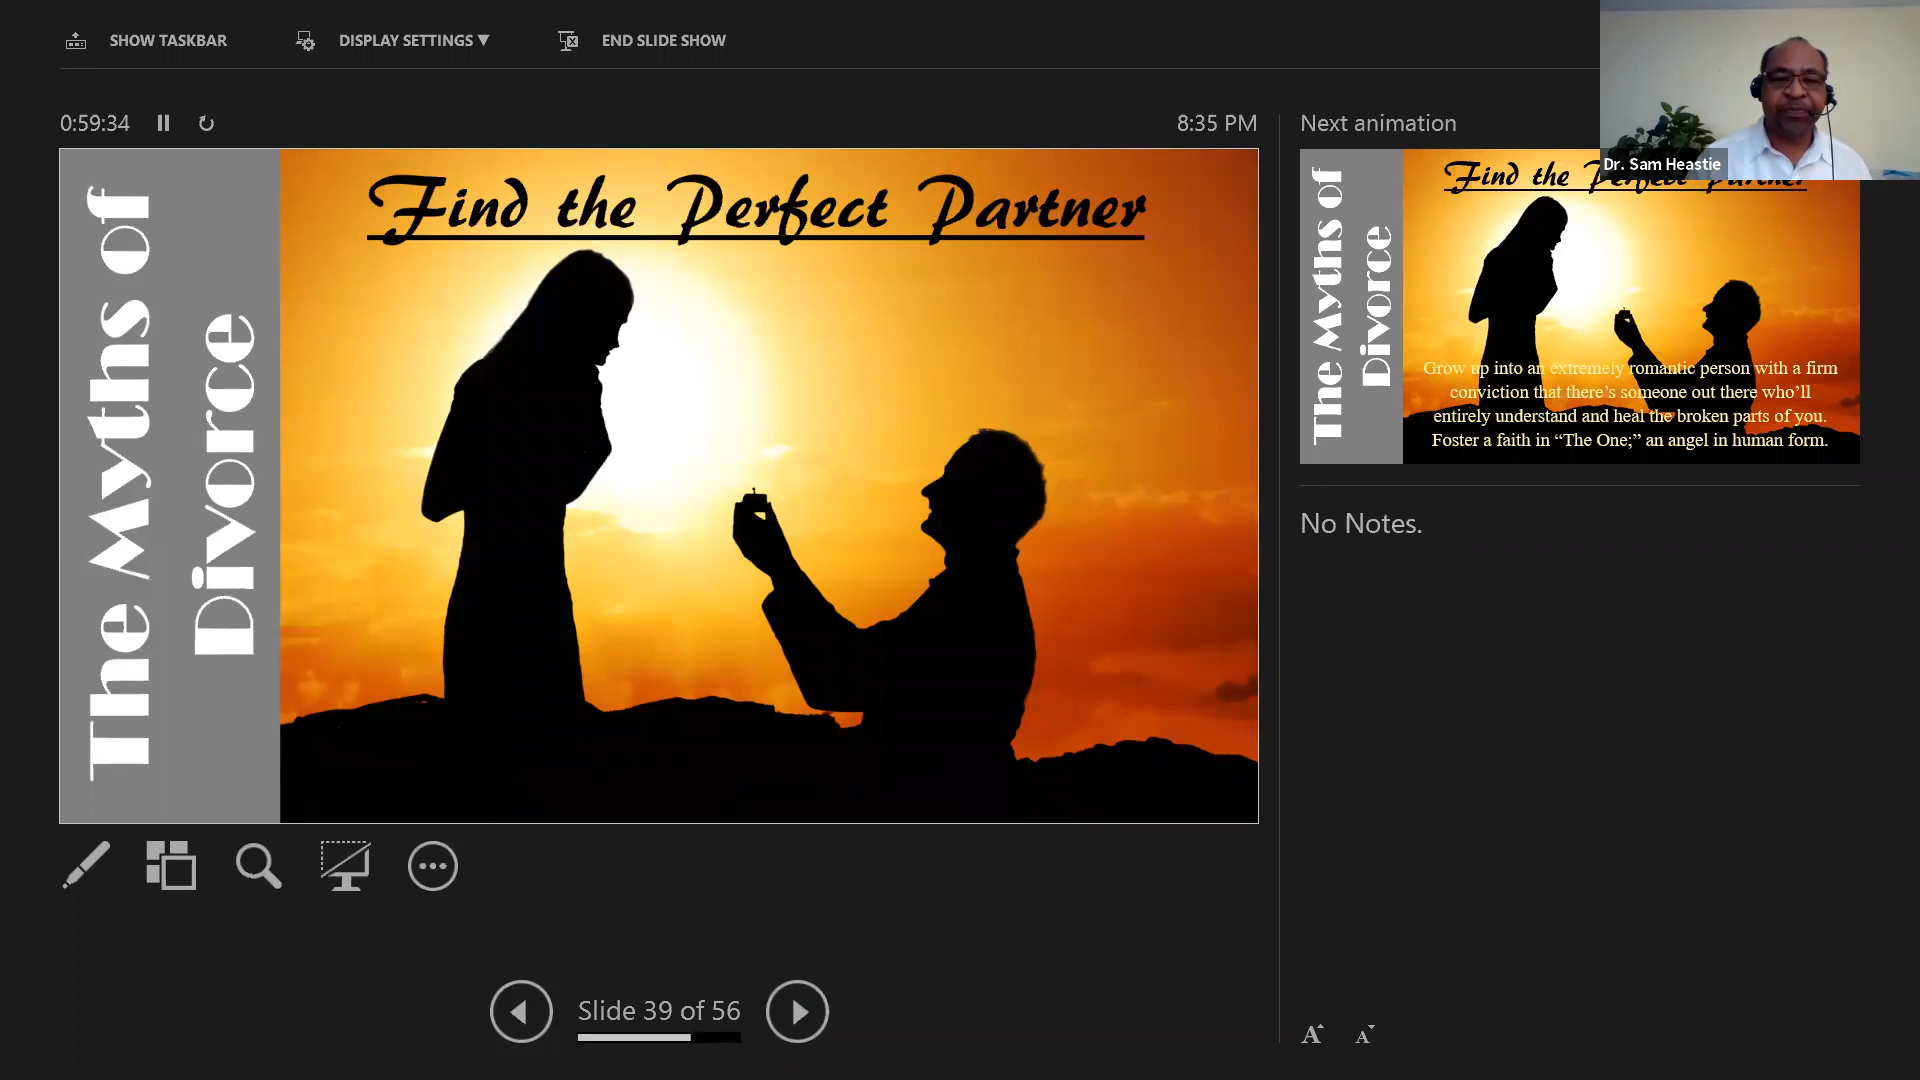 SHOW TASKBAR
DISPLAY SETTINGS ▼
END SLIDE SHOW
0:59:34
8:35 PM
The Myths of
Divorce
Find the Perfect Partner
Next animation
Dr. Sam Heastie
The Myths of
Divorce
Find the Perfect Partner
Grow up into an extremely romantic person with a firm
conviction that there’s someone out there who’ll
entirely understand and heal the broken parts of you.
Foster a faith in “The One;” an angel in human form.
No Notes.
Slide 39 of 56
A A